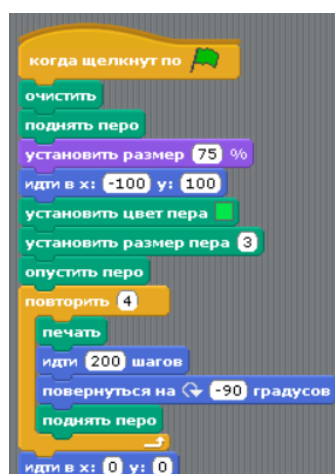 когда щелкнут по
очистить
поднять перо
установить размер 75 %
идти в x: -100 y: 100
установить цвет пера
установить размер пера 3
опустить перо
повторить 4
печать
идти 200 шагов
повернуться на -90 градусов
поднять перо
идти в x: 0 y: 0